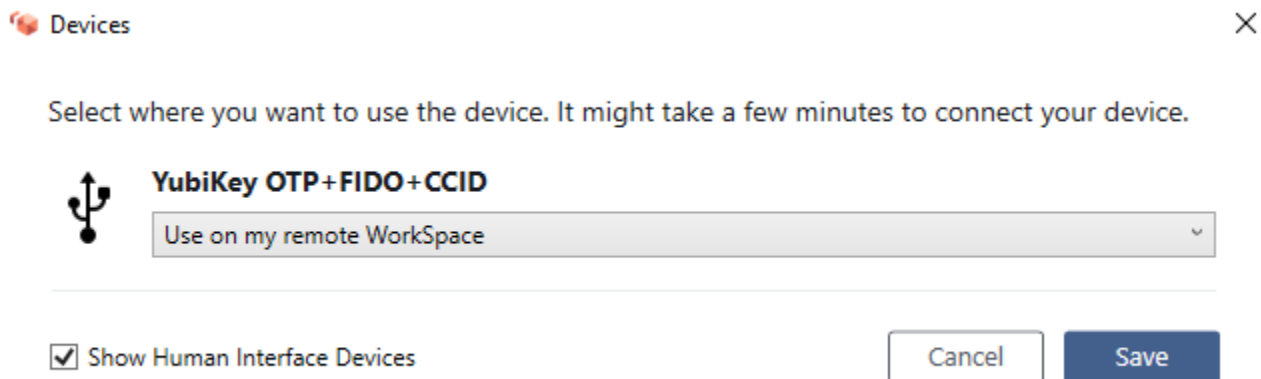 Devices
Select where you want to use the device. It might take a few minutes to connect your device.
YubiKey OTP+FIDO+CCID
Use on my remote WorkSpace
Show Human Interface Devices
Cancel
Save